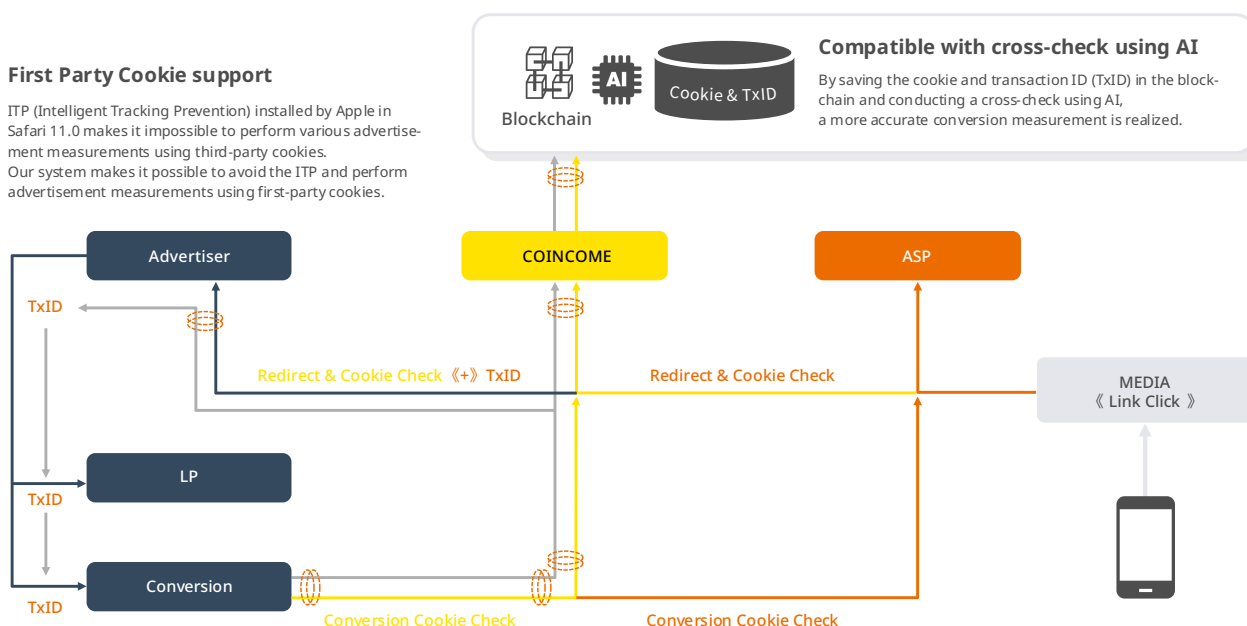 First Party Cookie support
ITP (Intelligent Tracking Prevention) installed by Apple in
Safari 11.0 makes it impossible to perform various advertise-
ment measurements using third-party cookies.
Our system makes it possible to avoid the ITP and perform
advertisement measurements using first-party cookies.
AI
Cookie & TxID
Blockchain
Compatible with cross-check using AI
By saving the cookie and transaction ID (TxID) in the block-
chain and conducting a cross-check using AI,
a more accurate conversion measurement is realized.
Advertiser
COINCOME
ASP
TxID
Redirect & Cookie Check 《+》 TxID
Redirect & Cookie Check
MEDIA
《 Link Click 》
LP
TxID
Conversion
TxID
Conversion Cookie Check
Conversion Cookie Check